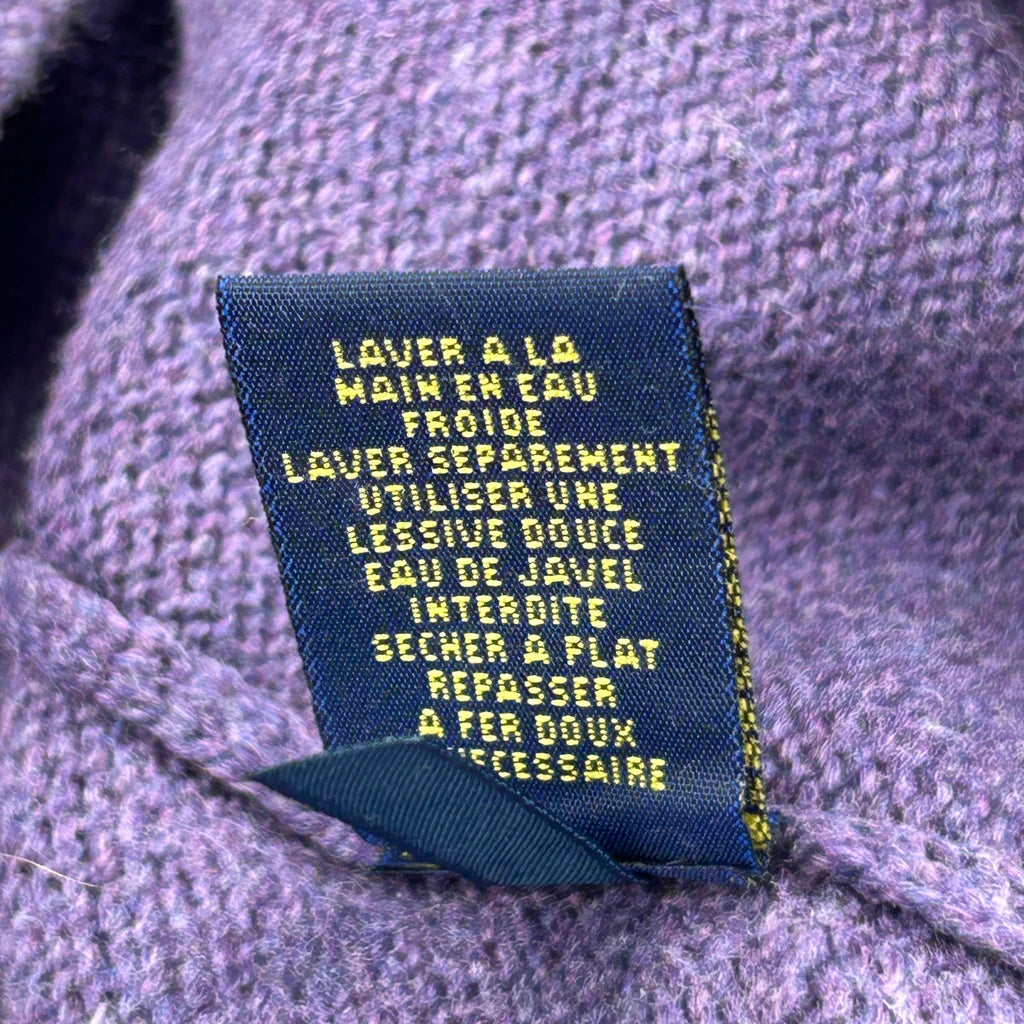 LAVER A LA
MAIN EN EAU
FROIDE
LAVER SEPAREMENT
UTILISER UNE
LESSIVE DOUCE
EAU DE JAVEL
INTERDITE
SECHER A PLAT
REPASSER
A FER DOUX
NECESSAIRE